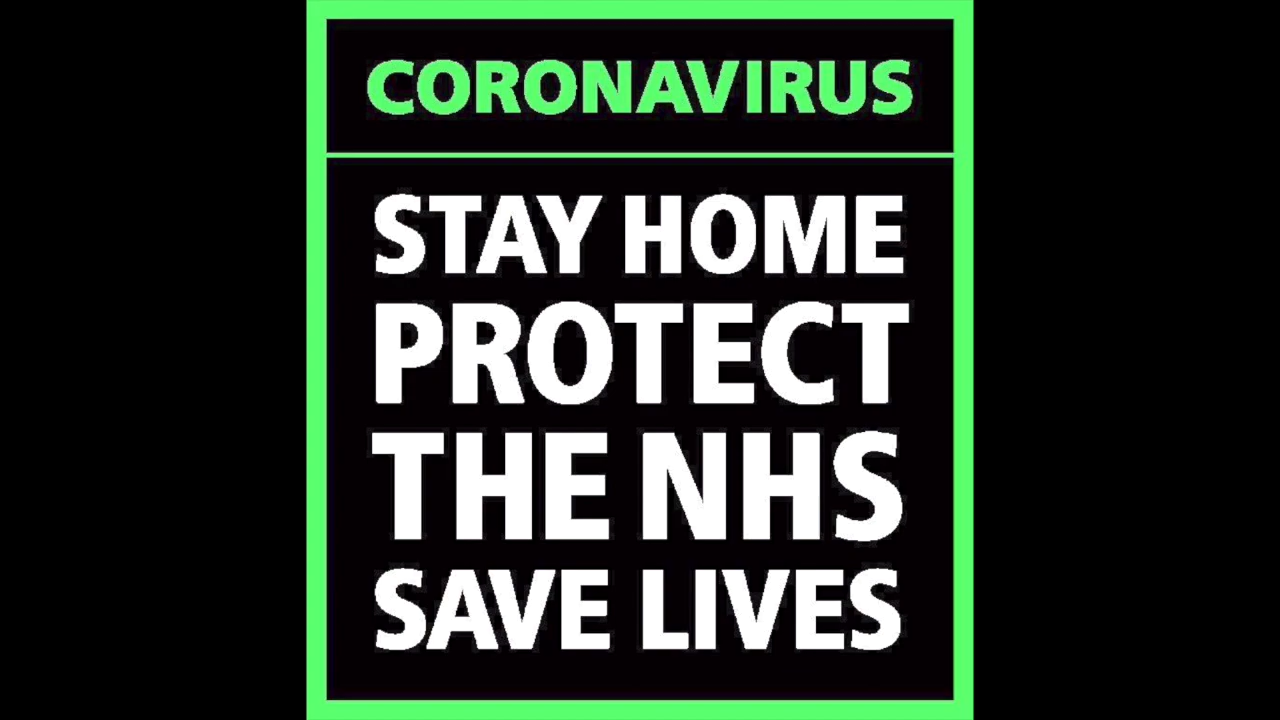 CORONAVIRUS
STAY HOME
PROTECT
THE NHS
SAVE LIVES